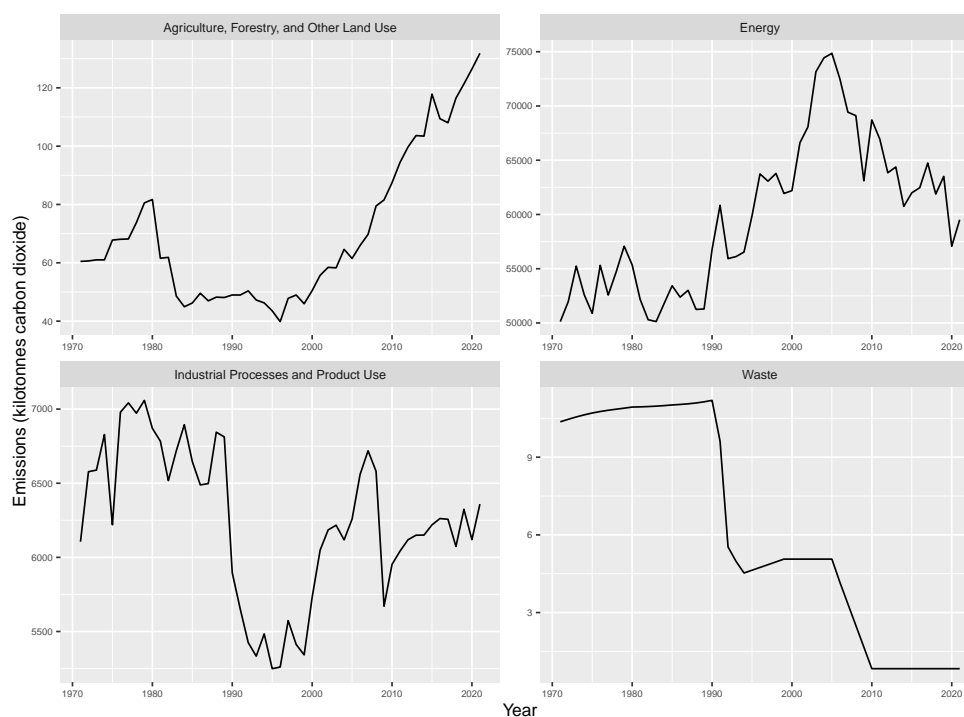 Agriculture, Forestry, and Other Land Use
120
100
80
60
40
1970 1980 1990 2000 2010 2020
Energy
75000
70000
65000
60000
55000
50000
1970 1980 1990 2000 2010 2020
Industrial Processes and Product Use
7000
6500
6000
5500
1970 1980 1990 2000 2010 2020
Waste
9
6
3
1970 1980 1990 2000 2010 2020
Emissions (kilotonnes carbon dioxide)
Year